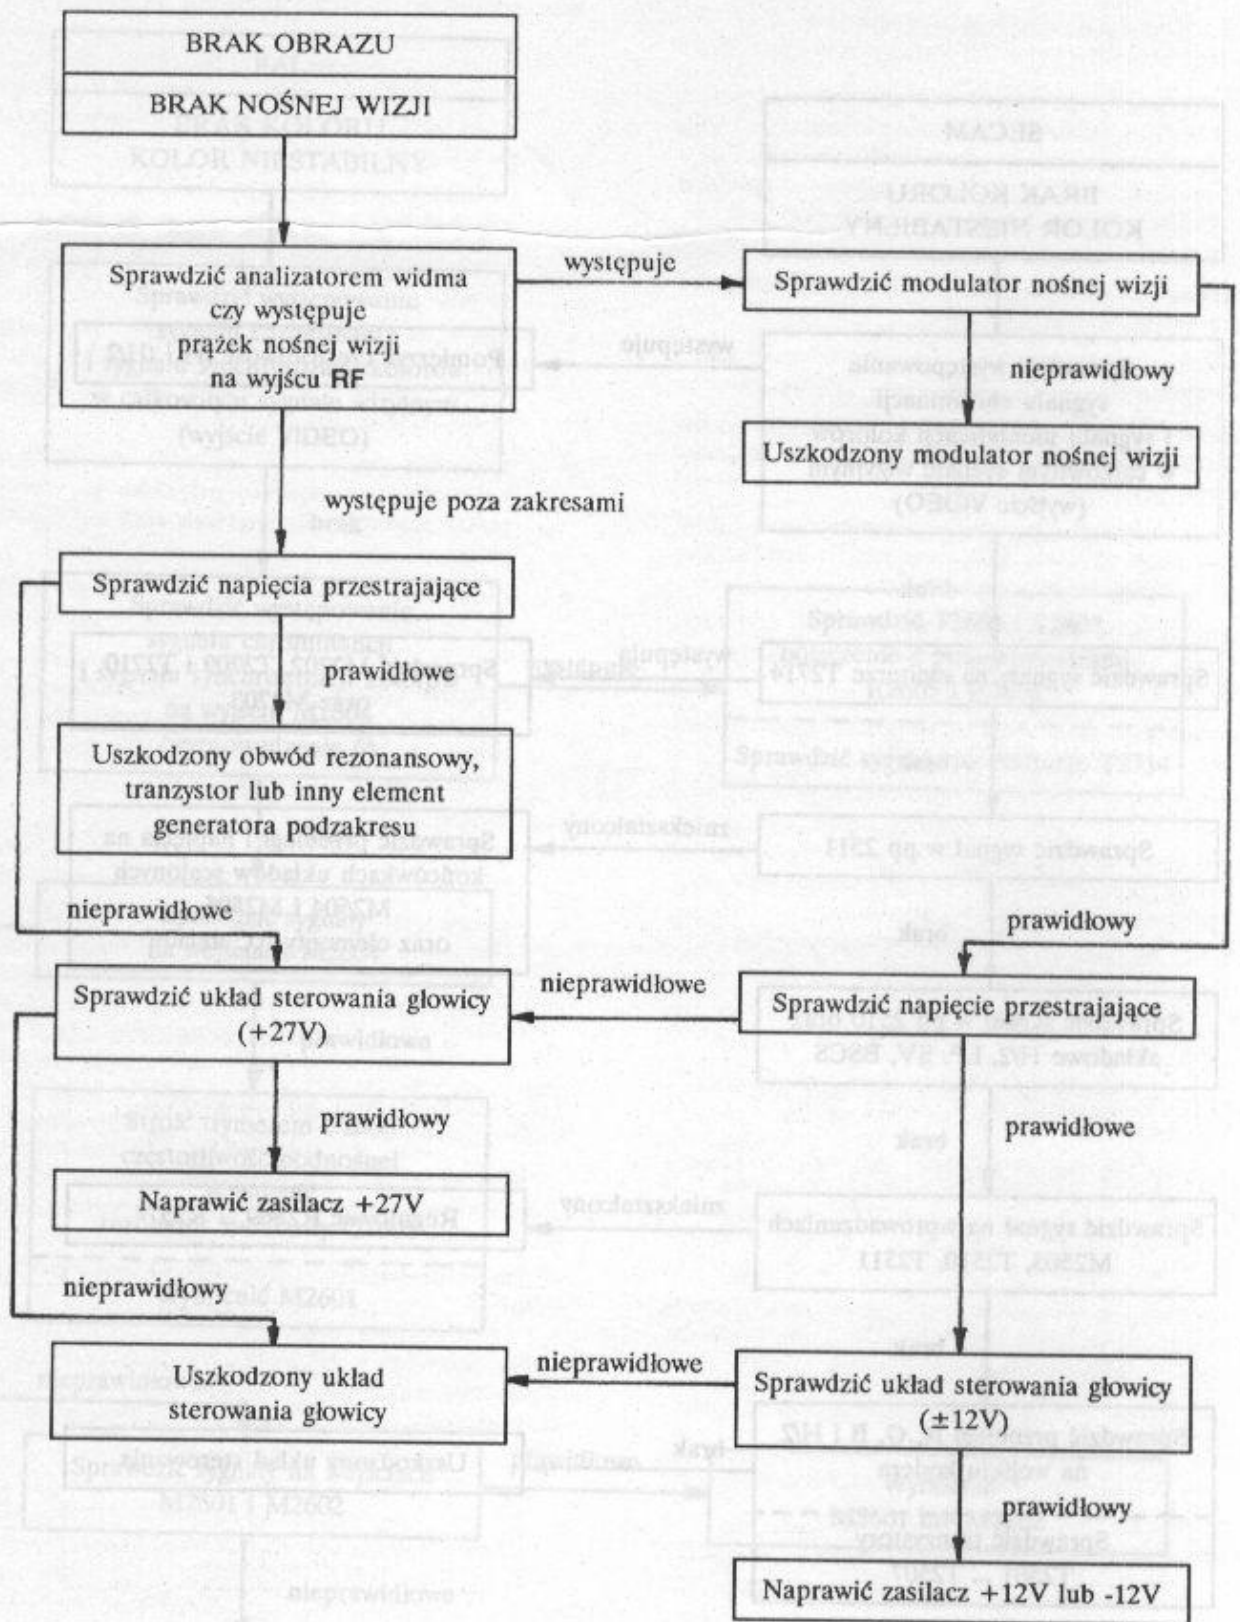 BRAK OBRAZU
BRAK NOŚNEJ WIZJI
Sprawdzić analizatorem widma
czy występuje
prążek nośnej wizji
na wyjścu RF
występuje
Sprawdzić modulator nośnej wizji
nieprawidłowy
Uszkodzony modulator nośnej wizji
występuje poza zakresami
Sprawdzić napięcia przestrajające
prawidłowe
Uszkodzony obwód rezonansowy,
tranzystor lub inny element
generatora podzakresu
nieprawidłowe
prawidłowy
Sprawdzić układ sterowania głowicy
(+27V)
nieprawidłowe
Sprawdzić napięcie przestrajające
prawidłowy
prawidłowe
Naprawić zasilacz +27V
nieprawidłowy
Uszkodzony układ
sterowania głowicy
nieprawidłowe
Sprawdzić układ sterowania głowicy
(±12V)
prawidłowy
Naprawić zasilacz +12V lub -12V